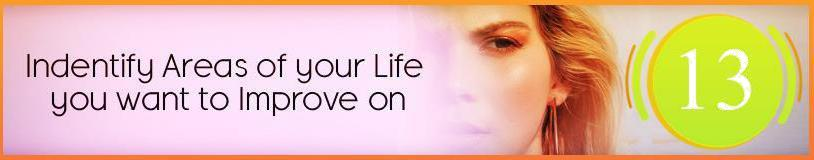 Indentify Areas of your Life
you want to Improve on
13